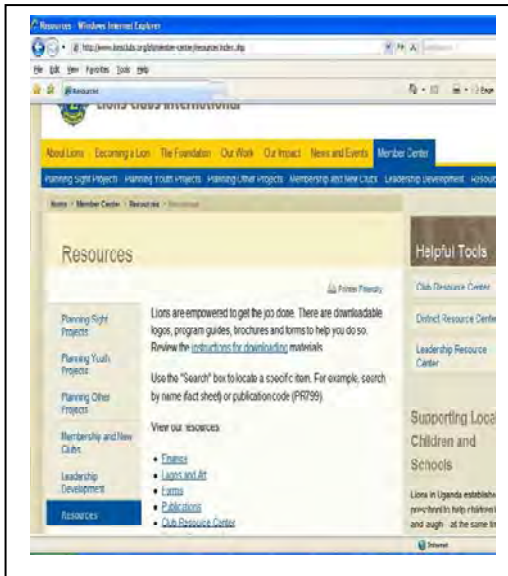 Resources - Windows Internet Explorer
File Edit View Favorites Tools Help
Resources
Page
Lions Clubs International
About Lions Becoming a Lion The Foundation Our Work Our Impact News and Events Member Center
Planning Sight Projects Planning Youth Projects Planning Other Projects Membership and New Clubs Leadership Development Resour
Home > Member Center > Resources >
Resources
Printer Friendly
Planning Sight
Projects
Planning Youth
Projects
Planning Other
Projects
Membership and New
Clubs
Leadership
Development
Resources
Lions are empowered to get the job done. There are downloadable
logos, program guides, brochures and forms to help you do so.
Review the instructions for downloading materials
Use the "Search" box to locate a specific item. For example, search
by name (fact sheet) or publication code (PR799).
View our resources:
• Finance
• Logos and Art
• Forms
• Publications
• Club Resource Center
Helpful Tools
Club Resource Center
District Resource Cente
Leadership Resource
Center
Supporting Loca
Children and
Schools
Lions in Uganda establishe
preschool to help children
and at the same tim
Internet